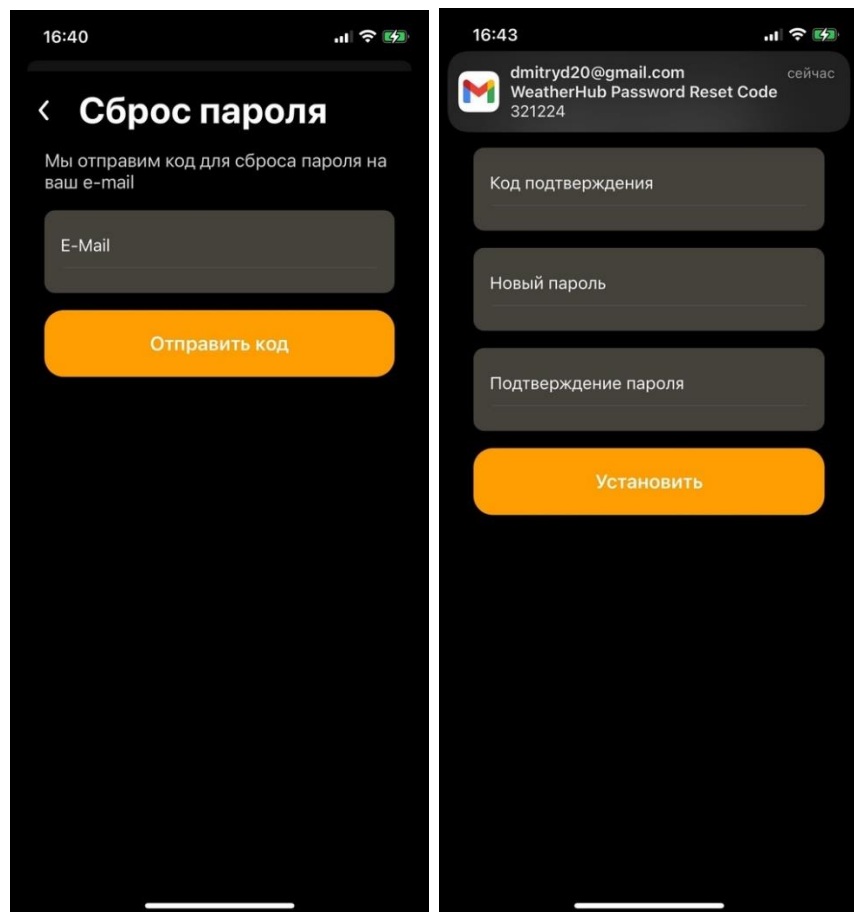 16:40
Сброс пароля
Мы отправим код для сброса пароля на
ваш e-mail
E-Mail
Отправить код
16:43
dmitryd20@gmail.com
сейчас
WeatherHub Password Reset Code
321224
Код подтверждения
Новый пароль
Подтверждение пароля
Установить